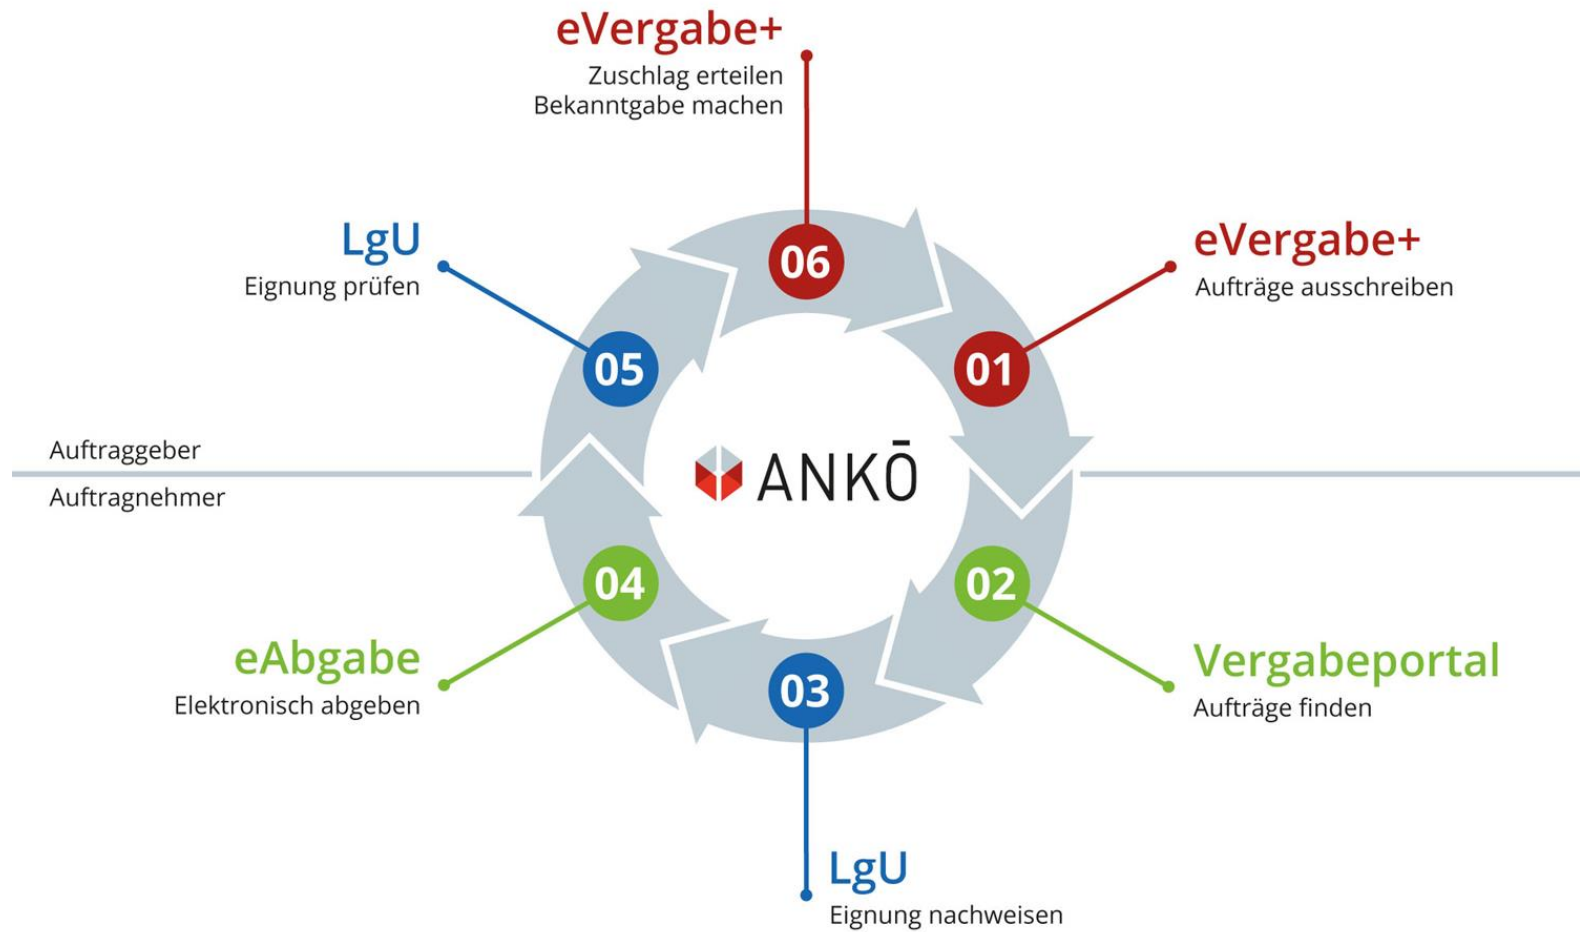 eVergabe+
Zuschlag erteilen
Bekanntgabe machen
06
eVergabe+
Aufträge ausschreiben
01
LgU
Eignung prüfen
05
Auftraggeber
Auftragnehmer
ANKŌ
02
Vergabeportal
Aufträge finden
04
eAbgabe
Elektronisch abgeben
03
LgU
Eignung nachweisen